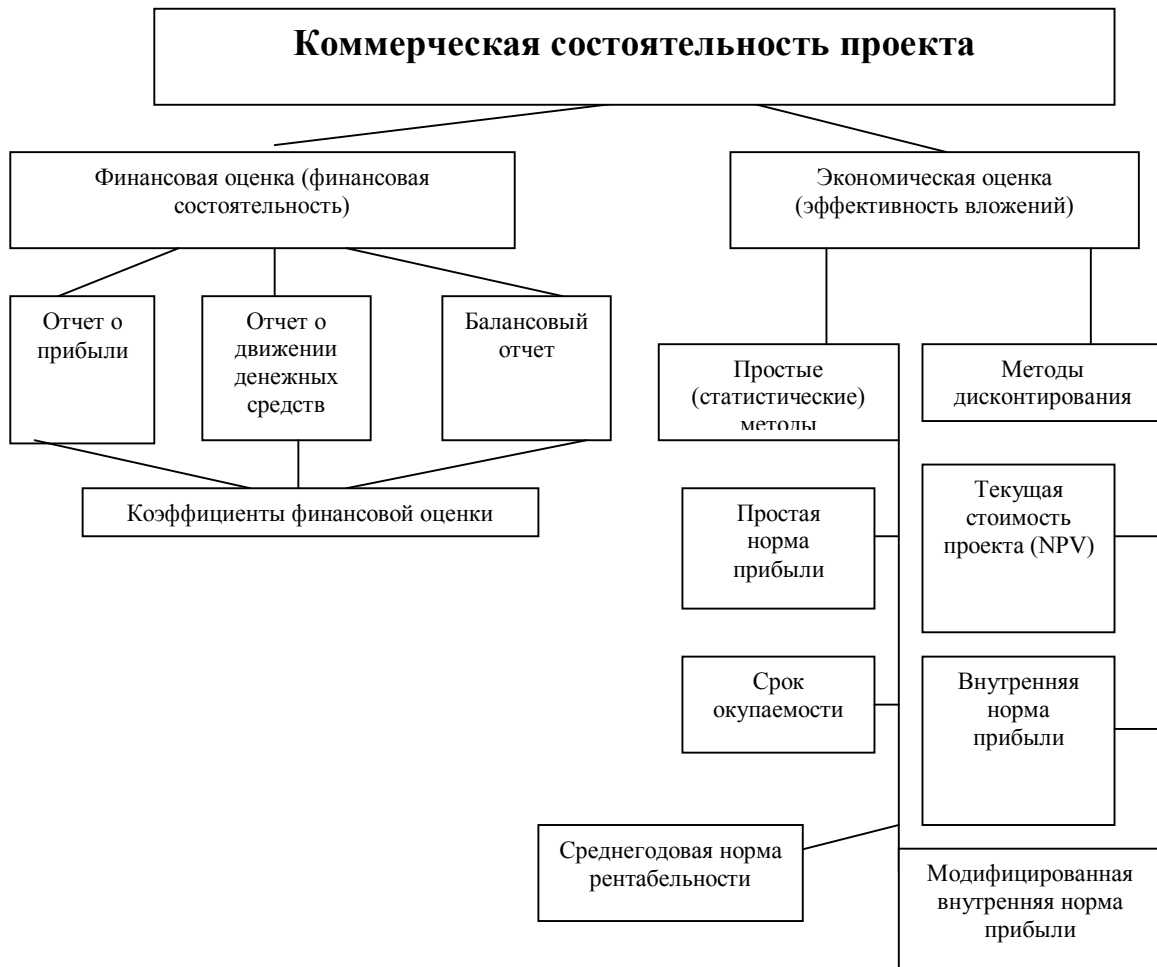 Коммерческая состоятельность проекта
Финансовая оценка (финансовая
состоятельность)
Экономическая оценка
(эффективность вложений)
Отчет о
прибыли
Отчет о
движении
денежных
средств
Балансовый
отчет
Простые
(статистические)
методы
Методы
дисконтирования
Коэффициенты финансовой оценки
Простая
норма
прибыли
Текущая
стоимость
проекта (NPV)
Срок
окупаемости
Внутренняя
норма
прибыли
Среднегодовая норма
рентабельности
Модифицированная
внутренняя норма
прибыли